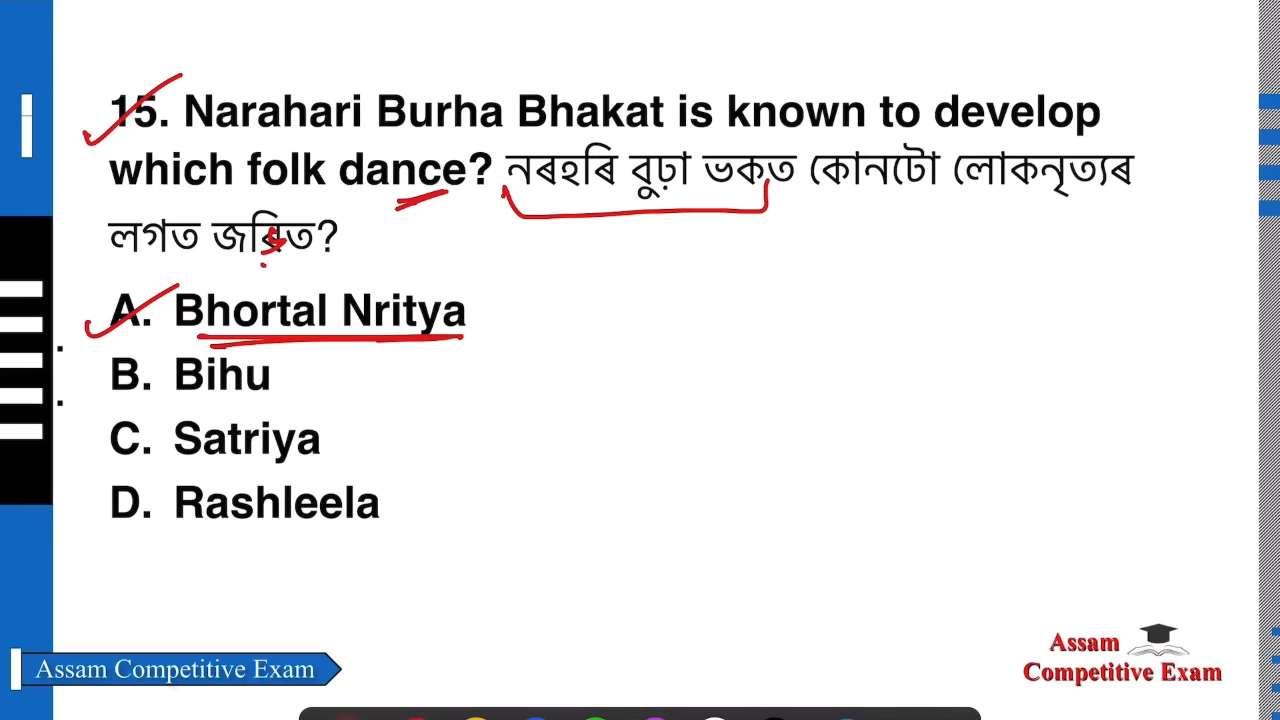 15. Narahari Burha Bhakat is known to develop
which folk dance? নৰহৰি বুঢ়া ভকত কোনটো লোকনৃত্যৰ
লগত জৰিত?
A. Bhortal Nritya
B. Bihu
C. Satriya
D. Rashleela
Assam Competitive Exam
Assam
Competitive Exam